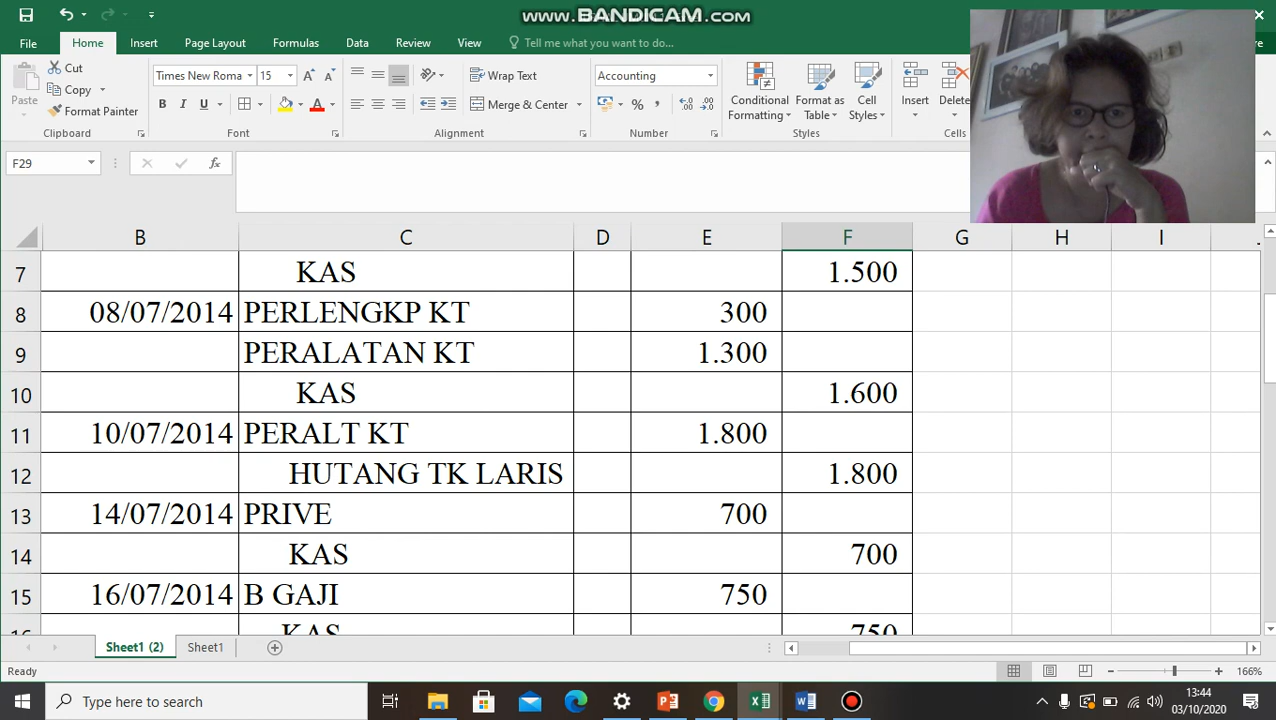 www.BANDICAM.com
File Home Insert Page Layout Formulas Data Review View Tell me what you want to do...
Paste
Cut
Copy
Format Painter
Clipboard
Times New Roma
B I U A
Font
Wrap Text
Merge & Center
Alignment
Accounting
% ,
Number
Conditional Formatting
Format as Table
Cell Styles
Styles
Insert
Delete
Cells
F29
fx
B C D E F G H I
7 KAS 1.500
8 08/07/2014 PERLENGKP KT 300
9 PERALATAN KT 1.300
10 KAS 1.600
11 10/07/2014 PERALT KT 1.800
12 HUTANG TK LARIS 1.800
13 14/07/2014 PRIVE 700
14 KAS 700
15 16/07/2014 B GAJI 750
16 KAS 750
Sheet1 (2) Sheet1
Ready 166%
Type here to search
13:44
03/10/2020